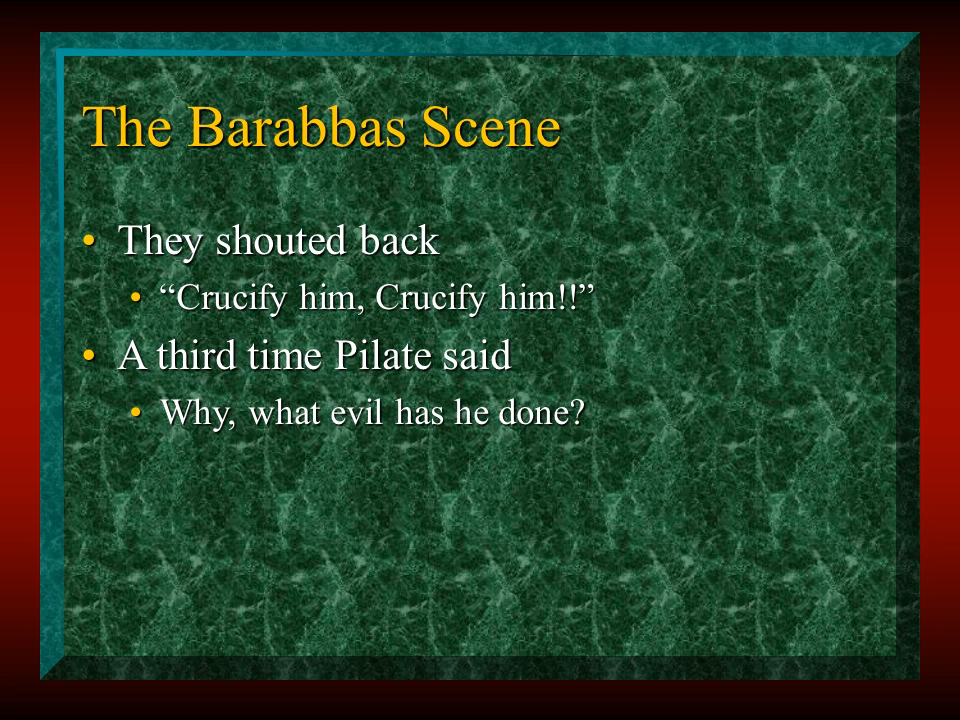 The Barabbas Scene
• They shouted back
• “Crucify him, Crucify him!!”
• A third time Pilate said
• Why, what evil has he done?